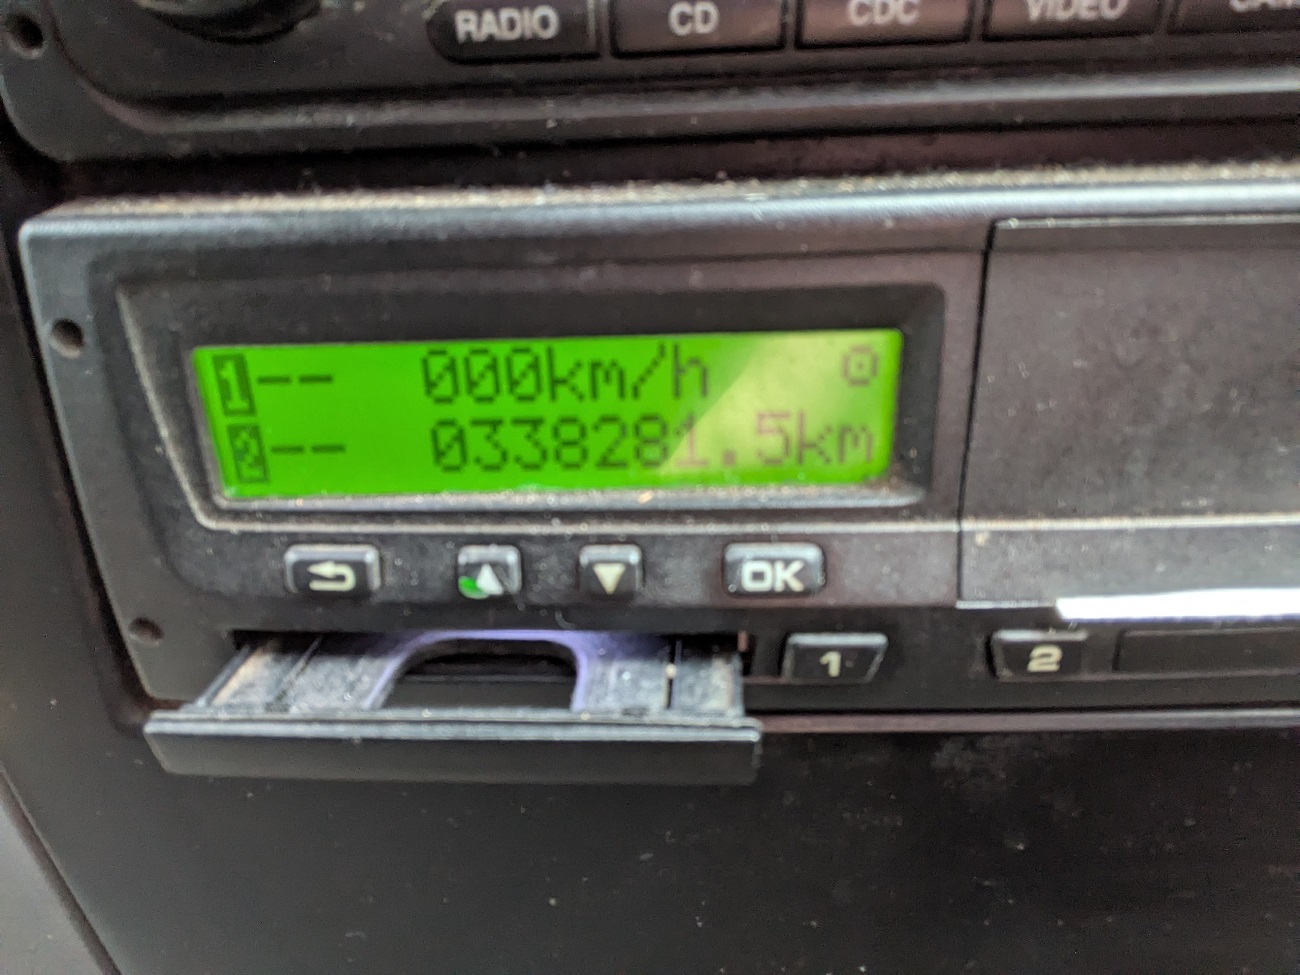 RADIO CD CDC VIDEO
1-- 000km/h o
2-- 0338281.5km
OK
1 2